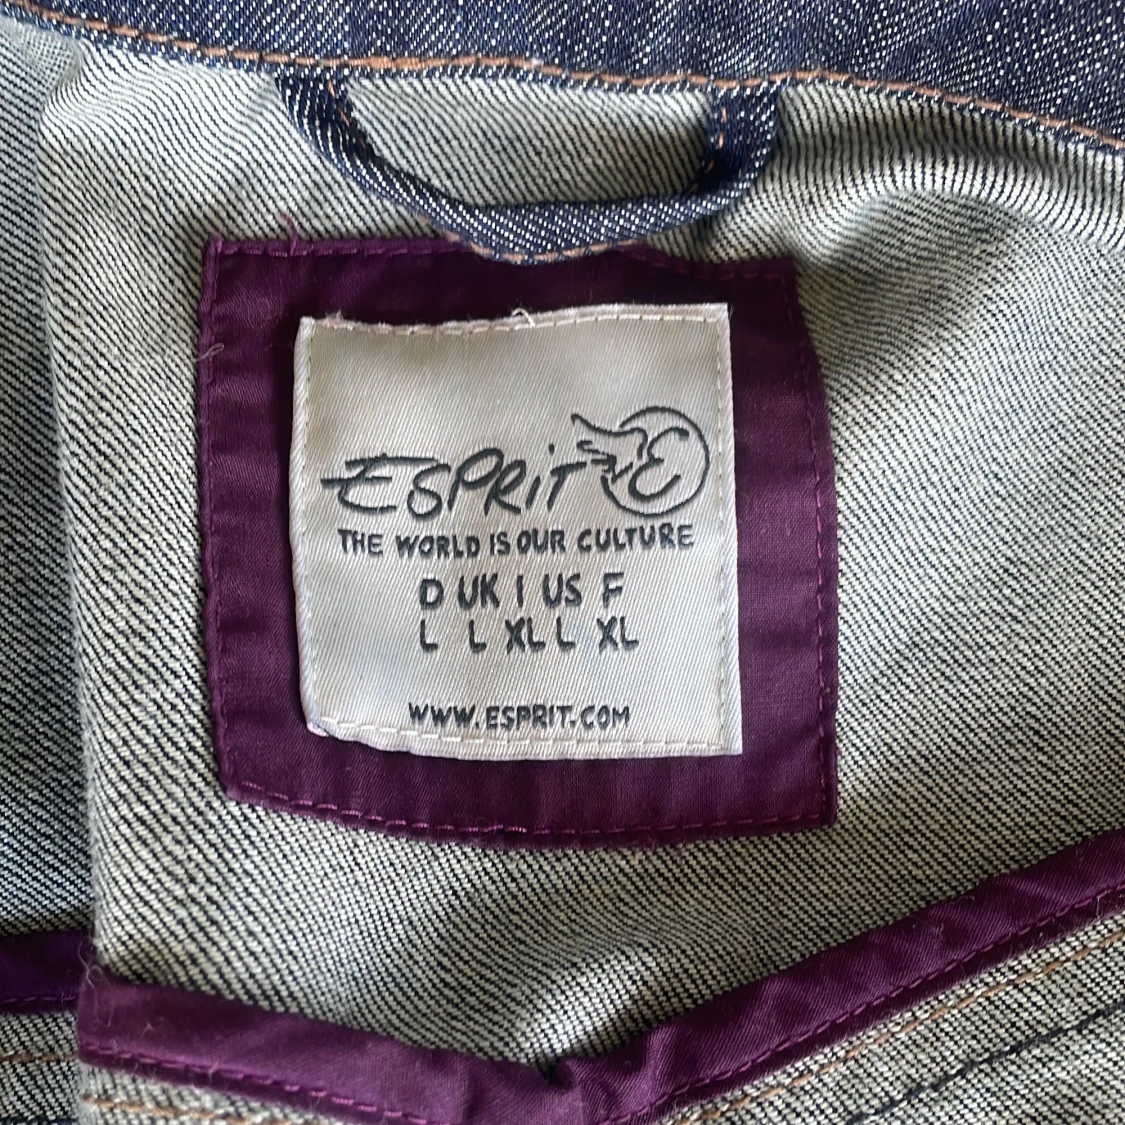 ESPRIT E
THE WORLD IS OUR CULTURE
D UK I US F
L L XL L XL
WWW.ESPRIT.COM